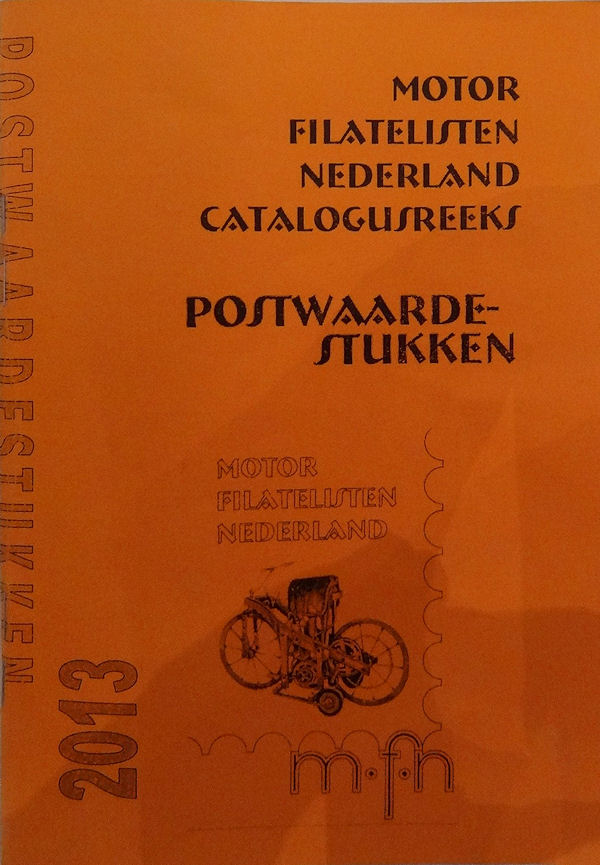 MOTOR
FILATELISTEN
NEDERLAND
CATALOGUSREEKS
POSTWAARDE-
STUKKEN
MOTOR
FILATELISTEN
NEDERLAND
m.f.n
POSTWAARDESTUKKEN
2013